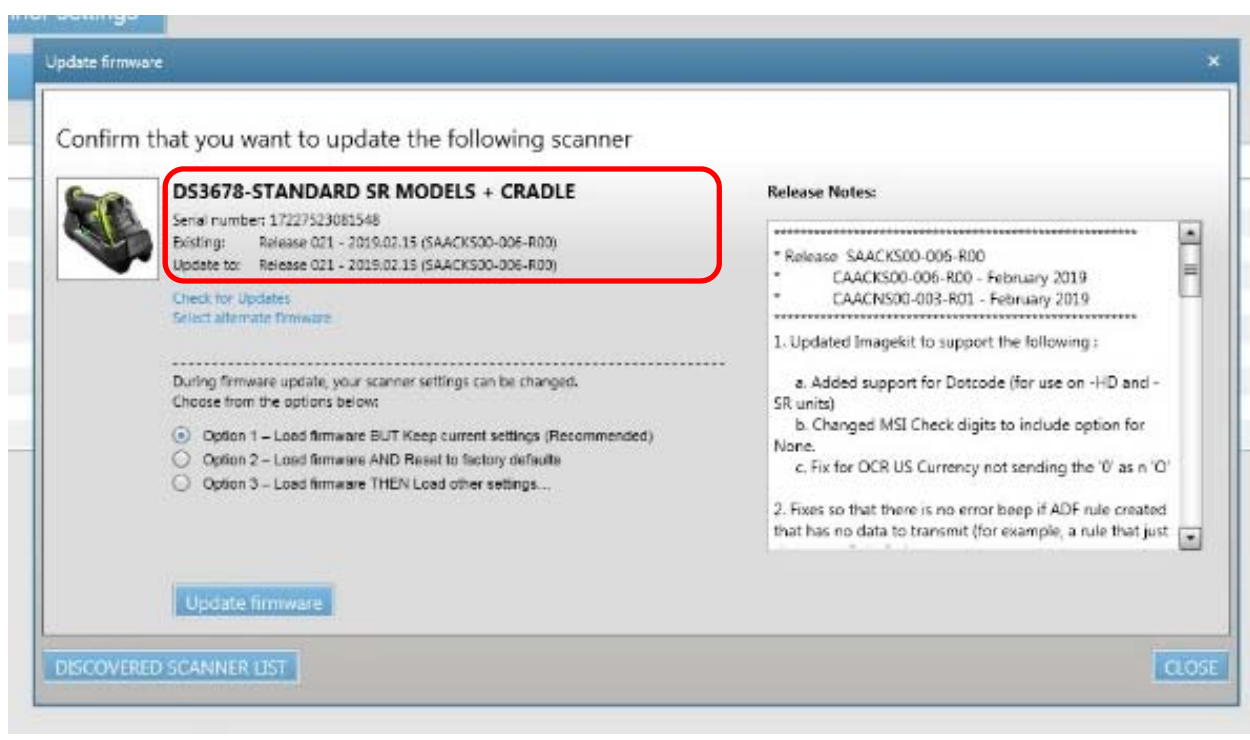 Update firmware
Confirm that you want to update the following scanner
DS3678-STANDARD SR MODELS + CRADLE
Serial number: 17227523081548
Existing: Release 021 - 2019.02.15 (SAACKS00-006-R00)
Update to: Release 021 - 2019.02.15 (SAACKS00-006-R00)
Check for Updates
Select alternate firmware
During firmware update, your scanner settings can be changed.
Choose from the options below:
Option 1 – Load firmware BUT Keep current settings (Recommended)
Option 2 – Load firmware AND Reset to factory defaults
Option 3 – Load firmware THEN Load other settings...
Update firmware
Release Notes:
* Release SAACKS00-006-R00
* CAACKS00-006-R00 - February 2019
* CAACNS00-003-R01 - February 2019
1. Updated Imagekit to support the following :
a. Added support for Dotcode (for use on -HD and -
SR units)
b. Changed MSI Check digits to include option for
None.
c. Fix for OCR US Currency not sending the '0' as n 'O'
2. Fixes so that there is no error beep if ADF rule created
that has no data to transmit (for example, a rule that just
DISCOVERED SCANNER LIST
CLOSE